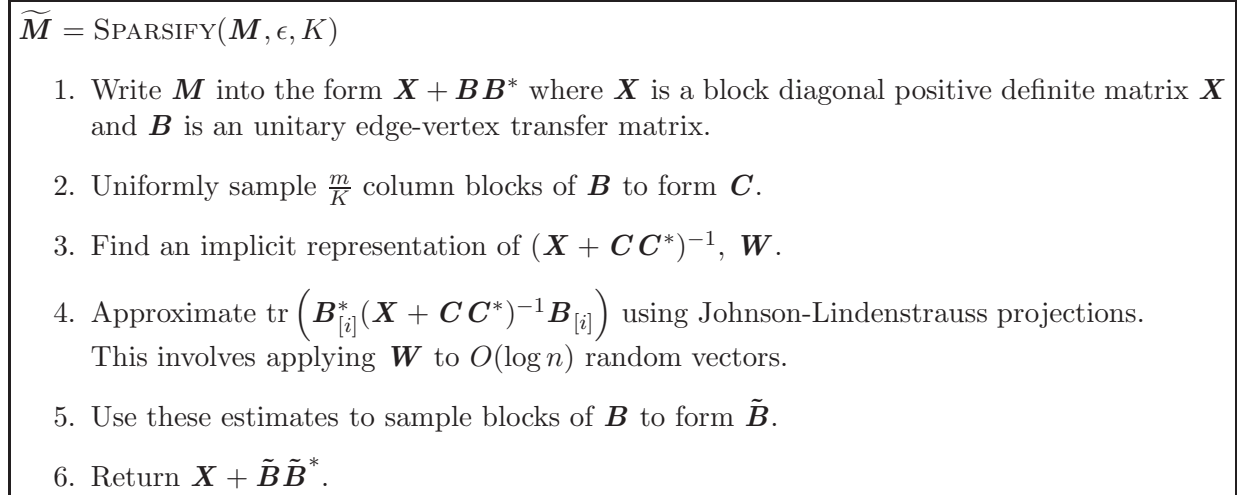 M̃ = SPARSIFY(M, ϵ, K)
1. Write M into the form X + BB* where X is a block diagonal positive definite matrix X
and B is an unitary edge-vertex transfer matrix.
2. Uniformly sample m/K column blocks of B to form C.
3. Find an implicit representation of (X + CC*)⁻¹, W.
4. Approximate tr(B*[i](X + CC*)⁻¹B[i]) using Johnson-Lindenstrauss projections.
This involves applying W to O(log n) random vectors.
5. Use these estimates to sample blocks of B to form B̃.
6. Return X + B̃B̃*.